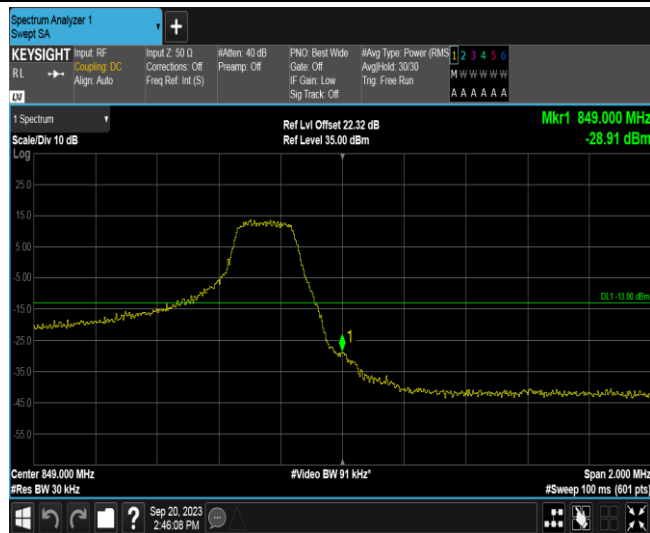 Spectrum Analyzer 1
Swept SA
KEYSIGHT
RL
Input: RF
Coupling: DC
Align: Auto
Input Z: 50 Ω
Corrections: Off
Freq Ref: Int (S)
#Atten: 40 dB
Preamp: Off
PNO: Best Wide
Gate: Off
IF Gain: Low
Sig Track: Off
#Avg Type: Power (RMS
Avg|Hold: 30/30
Trig: Free Run
1 2 3 4 5 6
M W W W W W
A A A A A A
1 Spectrum
Scale/Div 10 dB
Log
Ref Lvl Offset 22.32 dB
Ref Level 35.00 dBm
Mkr1 849.000 MHz
-28.91 dBm
25.0
15.0
5.00
-5.00
-15.0
-25.0
-35.0
-45.0
-55.0
DL1 -13.00 dBm
1
Center 849.000 MHz
#Res BW 30 kHz
#Video BW 91 kHz*
Span 2.000 MHz
#Sweep 100 ms (601 pts)
Sep 20, 2023
2:46:08 PM